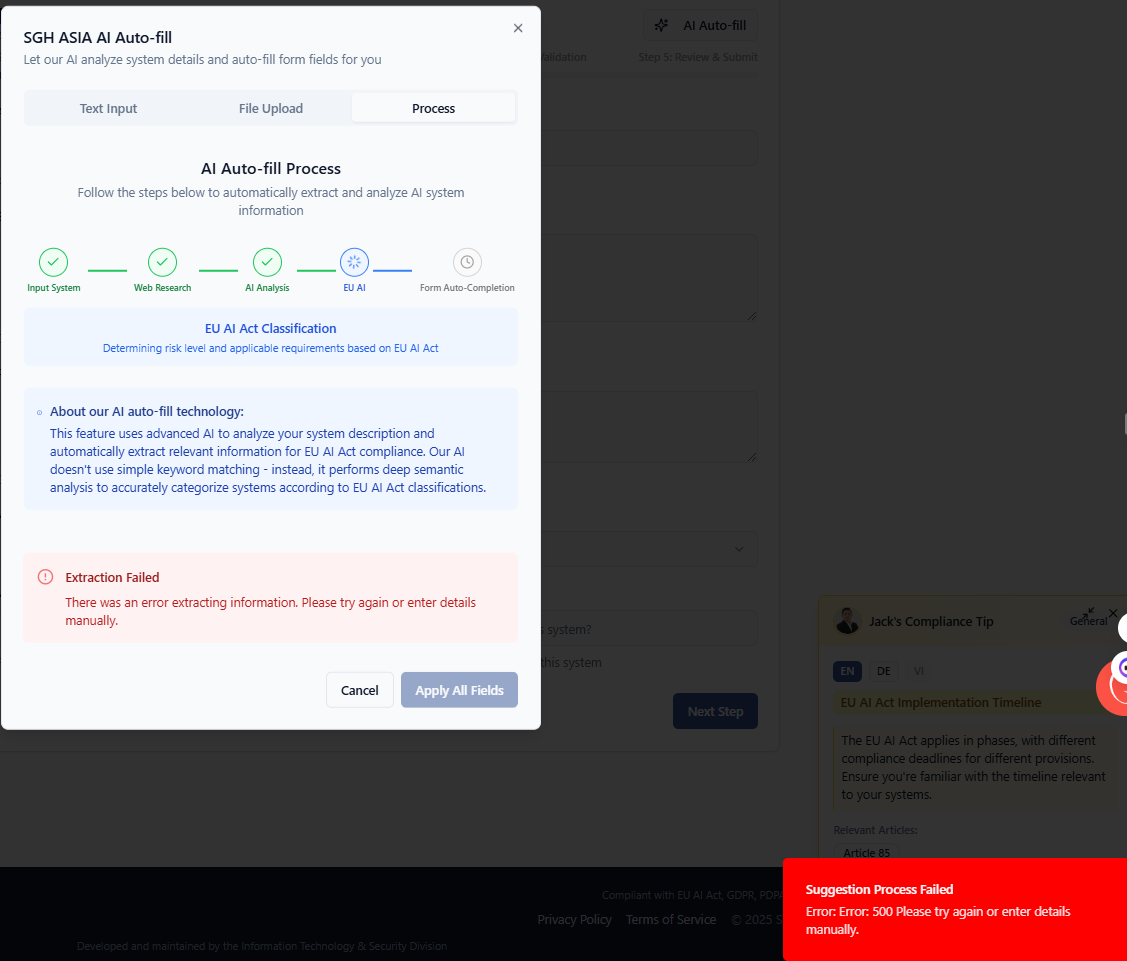 SGH ASIA AI Auto-fill
Let our AI analyze system details and auto-fill form fields for you
Text Input
File Upload
Process
AI Auto-fill Process
Follow the steps below to automatically extract and analyze AI system
information
Input System
Web Research
AI Analysis
EU AI
Form Auto-Completion
EU AI Act Classification
Determining risk level and applicable requirements based on EU AI Act
About our AI auto-fill technology:
This feature uses advanced AI to analyze your system description and
automatically extract relevant information for EU AI Act compliance. Our AI
doesn't use simple keyword matching - instead, it performs deep semantic
analysis to accurately categorize systems according to EU AI Act classifications.
Extraction Failed
There was an error extracting information. Please try again or enter details
manually.
Cancel
Apply All Fields
AI Auto-fill
Validation
Step 5: Review & Submit
system?
this system
Next Step
Jack's Compliance Tip
General
EN
DE
VI
EU AI Act Implementation Timeline
The EU AI Act applies in phases, with different
compliance deadlines for different provisions.
Ensure you're familiar with the timeline relevant
to your systems.
Relevant Articles:
Article 85
Compliant with EU AI Act, GDPR, PDPA
Privacy Policy
Terms of Service
© 2025 S
Developed and maintained by the Information Technology & Security Division
Suggestion Process Failed
Error: Error: 500 Please try again or enter details
manually.